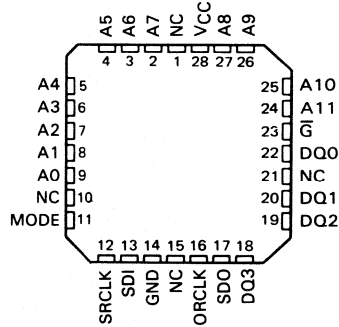 A5 A6 A7 NC VCC A8 A9
4 3 2 1 28 27 26
A4 5 25 A10
A3 6 24 A11
A2 7 23 G̅
A1 8 22 DQ0
A0 9 21 NC
NC 10 20 DQ1
MODE 11 19 DQ2
12 13 14 15 16 17 18
SRCLK SDI GND NC ORCLK SDO DQ3